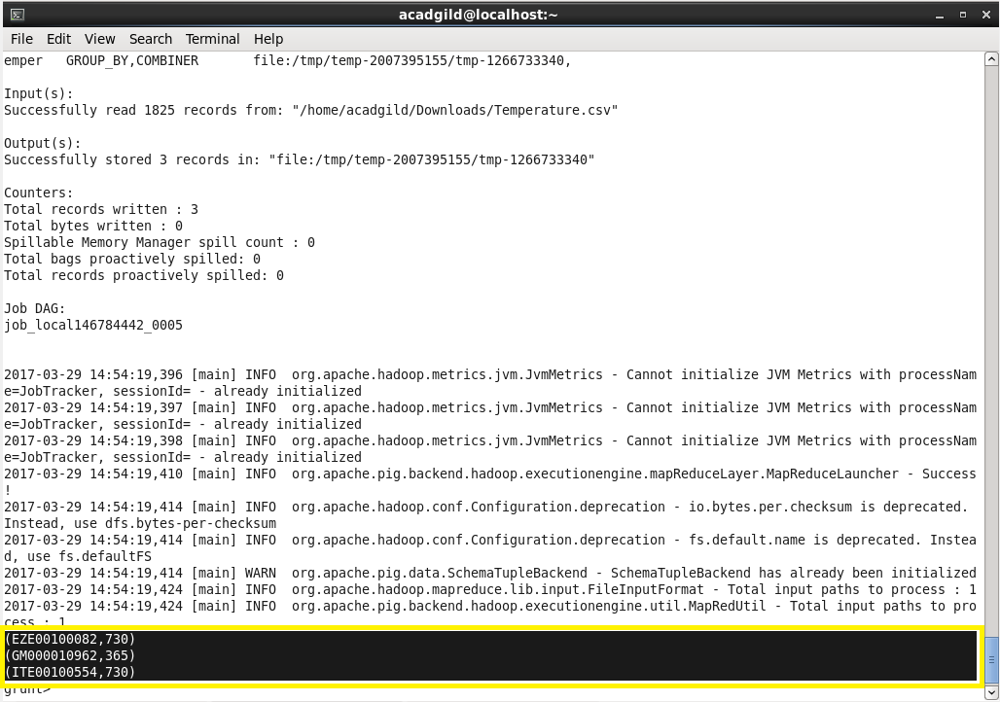 acadgild@localhost:~
File Edit View Search Terminal Help
emper   GROUP_BY,COMBINER       file:/tmp/temp-2007395155/tmp-1266733340,
Input(s):
Successfully read 1825 records from: "/home/acadgild/Downloads/Temperature.csv"
Output(s):
Successfully stored 3 records in: "file:/tmp/temp-2007395155/tmp-1266733340"
Counters:
Total records written : 3
Total bytes written : 0
Spillable Memory Manager spill count : 0
Total bags proactively spilled: 0
Total records proactively spilled: 0
Job DAG:
job_local146784442_0005
2017-03-29 14:54:19,396 [main] INFO  org.apache.hadoop.metrics.jvm.JvmMetrics - Cannot initialize JVM Metrics with processNam
e=JobTracker, sessionId= - already initialized
2017-03-29 14:54:19,397 [main] INFO  org.apache.hadoop.metrics.jvm.JvmMetrics - Cannot initialize JVM Metrics with processNam
e=JobTracker, sessionId= - already initialized
2017-03-29 14:54:19,398 [main] INFO  org.apache.hadoop.metrics.jvm.JvmMetrics - Cannot initialize JVM Metrics with processNam
e=JobTracker, sessionId= - already initialized
2017-03-29 14:54:19,410 [main] INFO  org.apache.pig.backend.hadoop.executionengine.mapReduceLayer.MapReduceLauncher - Success
!
2017-03-29 14:54:19,414 [main] INFO  org.apache.hadoop.conf.Configuration.deprecation - io.bytes.per.checksum is deprecated.
Instead, use dfs.bytes-per-checksum
2017-03-29 14:54:19,414 [main] INFO  org.apache.hadoop.conf.Configuration.deprecation - fs.default.name is deprecated. Instea
d, use fs.defaultFS
2017-03-29 14:54:19,414 [main] WARN  org.apache.pig.data.SchemaTupleBackend - SchemaTupleBackend has already been initialized
2017-03-29 14:54:19,424 [main] INFO  org.apache.hadoop.mapreduce.lib.input.FileInputFormat - Total input paths to process : 1
2017-03-29 14:54:19,424 [main] INFO  org.apache.pig.backend.hadoop.executionengine.util.MapRedUtil - Total input paths to pro
cess : 1
(EZE00100082,730)
(GM000010962,365)
(ITE00100554,730)
grunt>